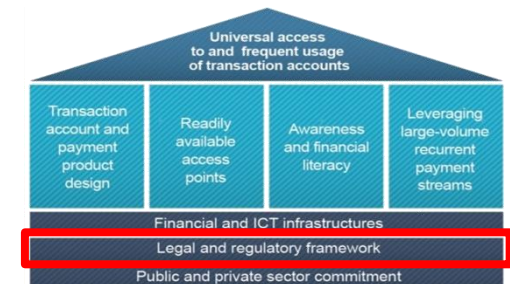 Universal access
to and frequent usage
of transaction accounts
Transaction
account and
payment
product
design
Readily
available
access
points
Awareness
and financial
literacy
Leveraging
large-volume
recurrent
payment
streams
Financial and ICT infrastructures
Legal and regulatory framework
Public and private sector commitment